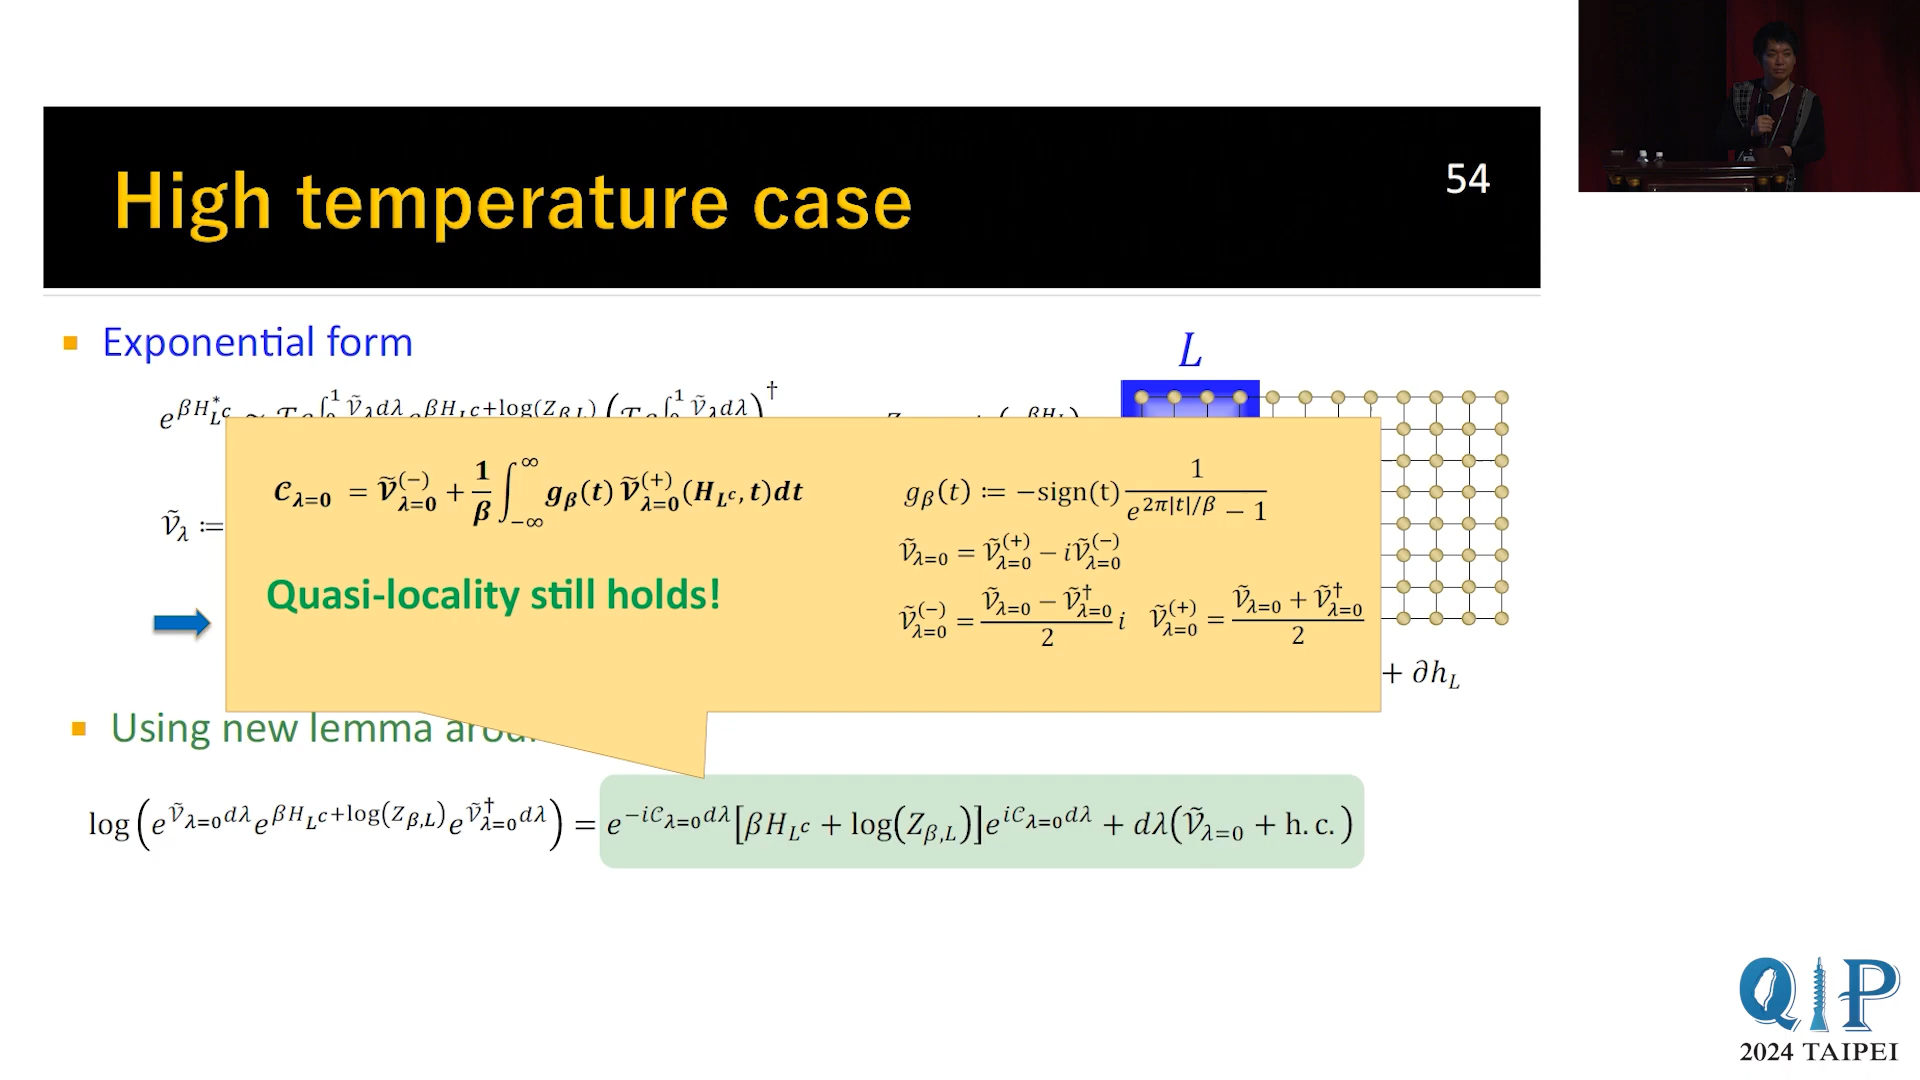 High temperature case
54
Exponential form
L
𝒱̃_λ :=
𝒞_{λ=0} = 𝒱̃^{(−)}_{λ=0} + 1/β ∫_{−∞}^{∞} g_β(t) 𝒱̃^{(+)}_{λ=0}(H_{L^c}, t)dt
g_β(t) := −sign(t) 1/(e^{2π|t|/β} − 1)
𝒱̃_{λ=0} = 𝒱̃^{(+)}_{λ=0} − i𝒱̃^{(−)}_{λ=0}
Quasi-locality still holds!
𝒱̃^{(−)}_{λ=0} = (𝒱̃_{λ=0} − 𝒱̃^†_{λ=0})/2 i 𝒱̃^{(+)}_{λ=0} = (𝒱̃_{λ=0} + 𝒱̃^†_{λ=0})/2
+ ∂h_L
Using new lemma
log(e^{𝒱̃_{λ=0}dλ} e^{βH_{L^c}+log(Z_{β,L})} e^{𝒱̃^†_{λ=0}dλ}) = e^{−i𝒞_{λ=0}dλ}[βH_{L^c} + log(Z_{β,L})]e^{i𝒞_{λ=0}dλ} + dλ(𝒱̃_{λ=0} + h.c.)
QIP
2024 TAIPEI